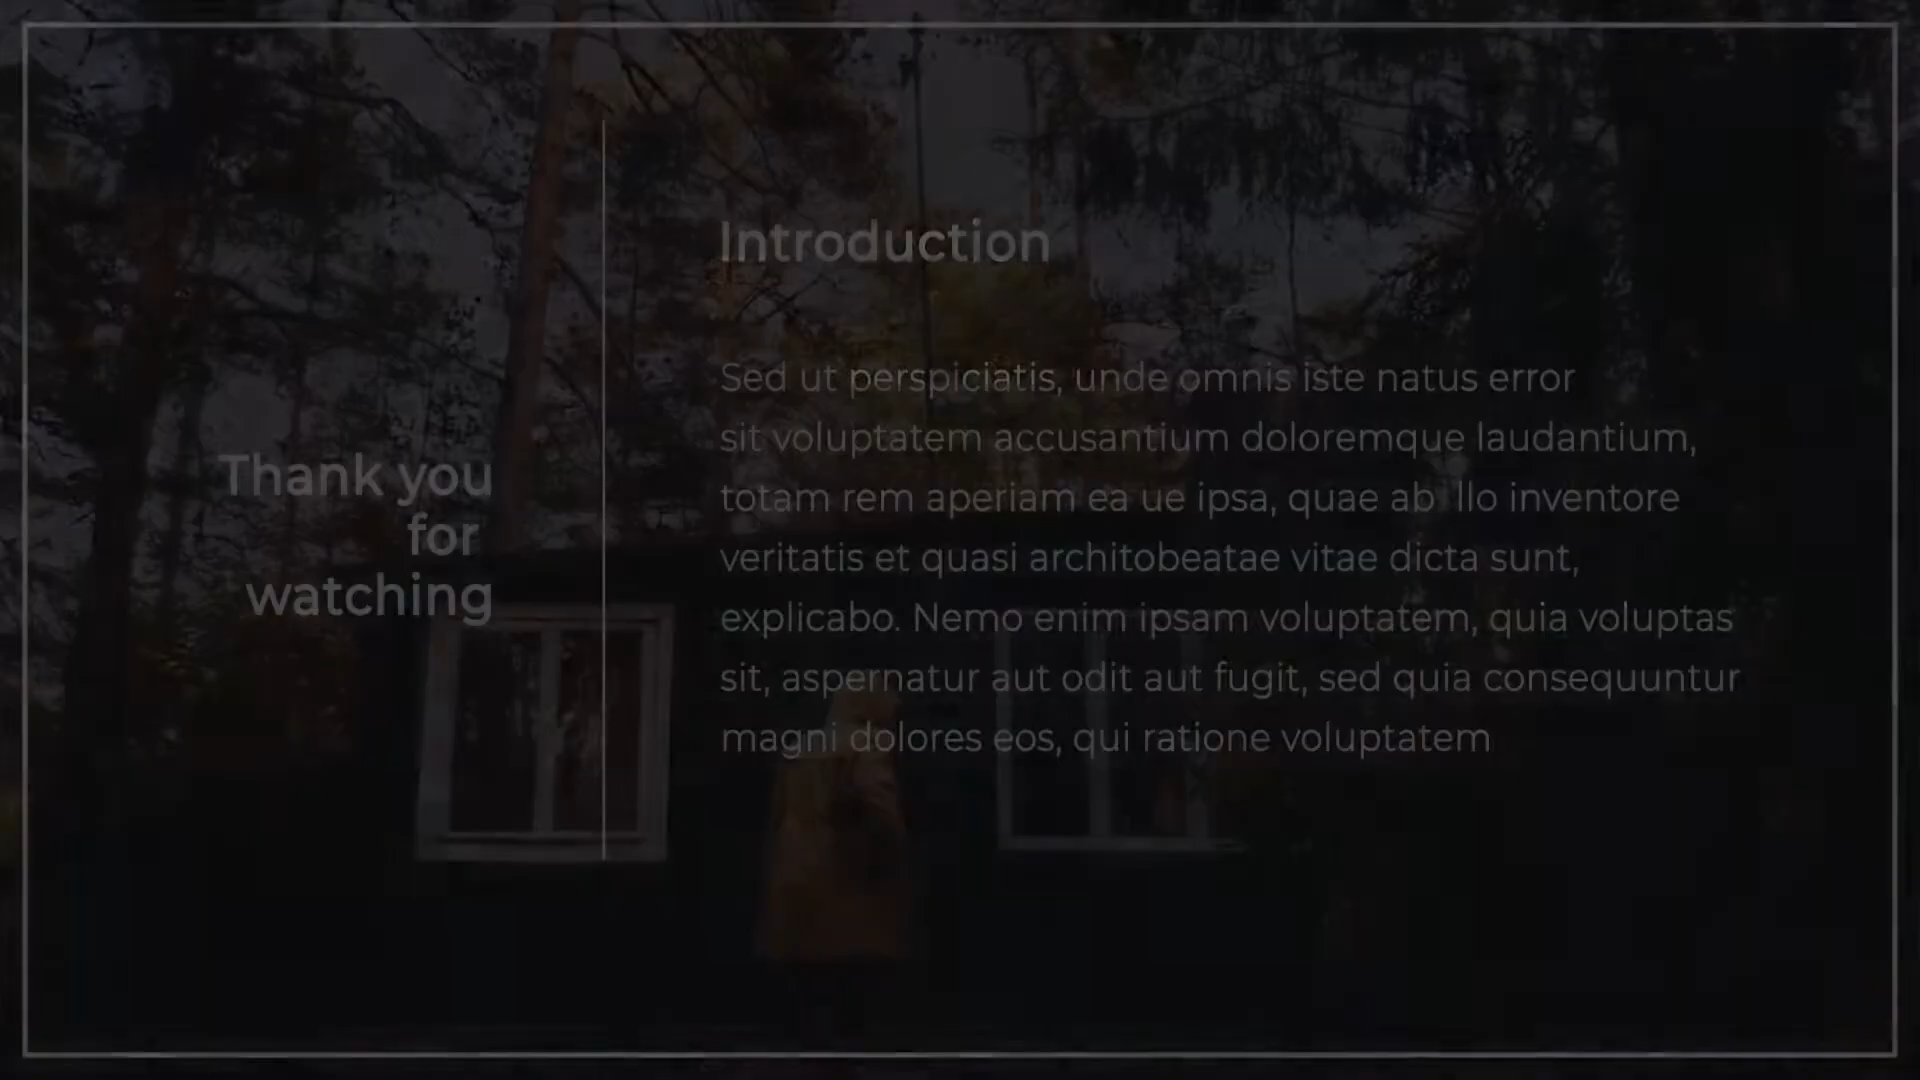 Thank you
for
watching
Introduction
Sed ut perspiciatis, unde omnis iste natus error
sit voluptatem accusantium doloremque laudantium,
totam rem aperiam ea ue ipsa, quae ab llo inventore
veritatis et quasi architobeatae vitae dicta sunt,
explicabo. Nemo enim ipsam voluptatem, quia voluptas
sit, aspernatur aut odit aut fugit, sed quia consequuntur
magni dolores eos, qui ratione voluptatem